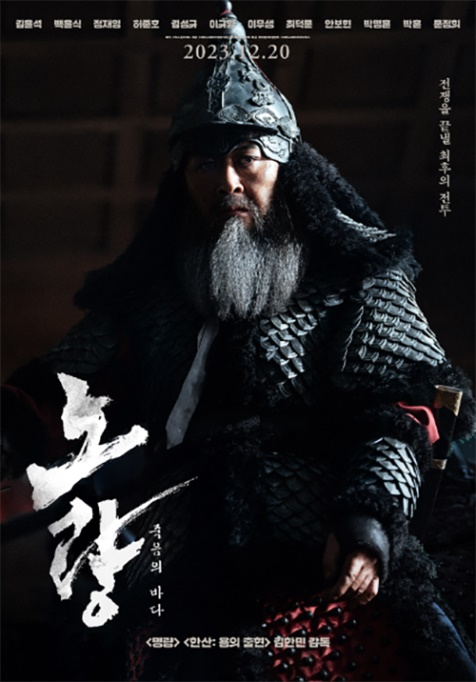 김윤석 백윤식 정재영 허준호 김성규 이규형 이무생 최덕문 안보현 박명훈 박훈 문정희
2023.12.20
전쟁을 끝낼 최후의 전투
노량
죽음의 바다
<명량> <한산: 용의 출현> 김한민 감독